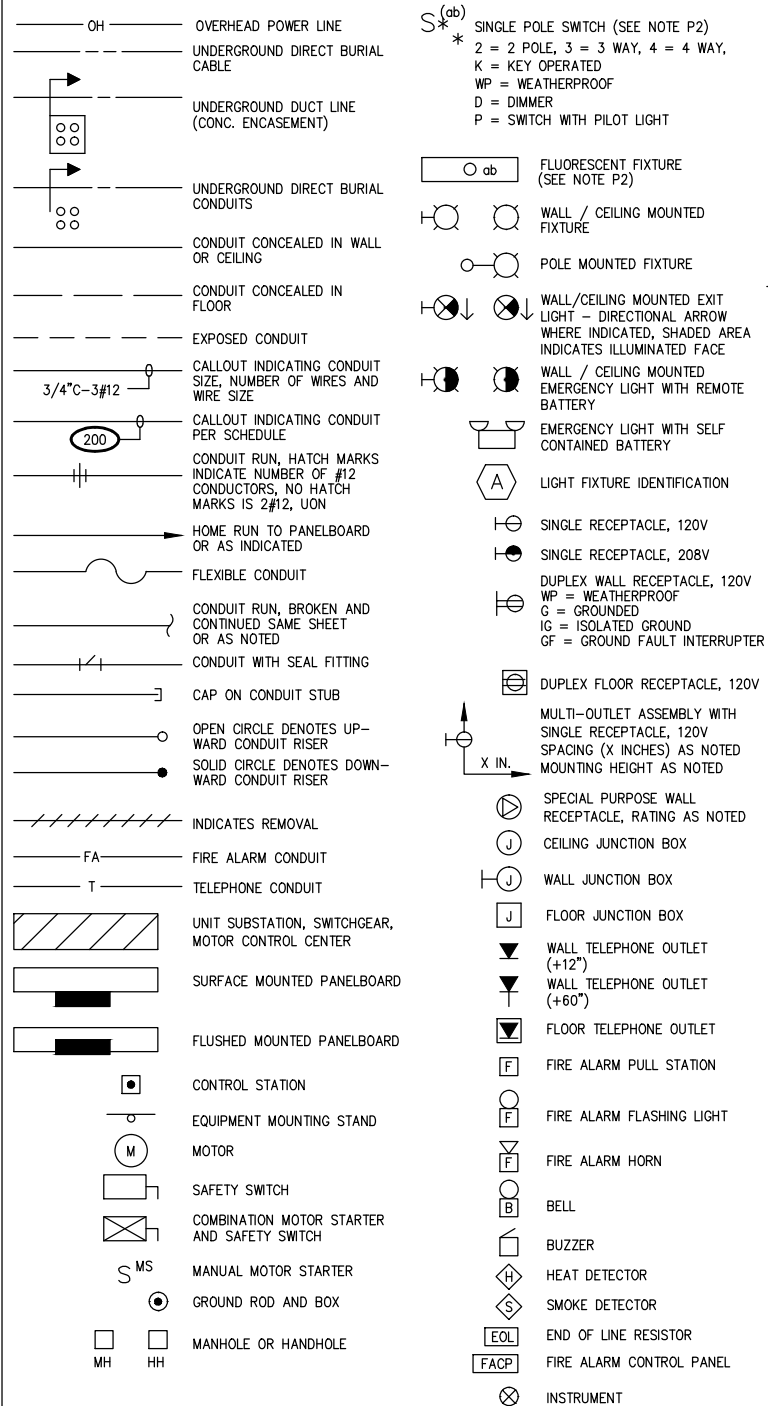 OH OVERHEAD POWER LINE
UNDERGROUND DIRECT BURIAL
CABLE
UNDERGROUND DUCT LINE
(CONC. ENCASEMENT)
UNDERGROUND DIRECT BURIAL
CONDUITS
CONDUIT CONCEALED IN WALL
OR CEILING
CONDUIT CONCEALED IN
FLOOR
EXPOSED CONDUIT
CALLOUT INDICATING CONDUIT
SIZE, NUMBER OF WIRES AND
WIRE SIZE
3/4"C-3#12
CALLOUT INDICATING CONDUIT
PER SCHEDULE
200
CONDUIT RUN, HATCH MARKS
INDICATE NUMBER OF #12
CONDUCTORS, NO HATCH
MARKS IS 2#12, UON
HOME RUN TO PANELBOARD
OR AS INDICATED
FLEXIBLE CONDUIT
CONDUIT RUN, BROKEN AND
CONTINUED SAME SHEET
OR AS NOTED
CONDUIT WITH SEAL FITTING
CAP ON CONDUIT STUB
OPEN CIRCLE DENOTES UP-
WARD CONDUIT RISER
SOLID CIRCLE DENOTES DOWN-
WARD CONDUIT RISER
INDICATES REMOVAL
FA FIRE ALARM CONDUIT
T TELEPHONE CONDUIT
UNIT SUBSTATION, SWITCHGEAR,
MOTOR CONTROL CENTER
SURFACE MOUNTED PANELBOARD
FLUSHED MOUNTED PANELBOARD
CONTROL STATION
EQUIPMENT MOUNTING STAND
M MOTOR
SAFETY SWITCH
COMBINATION MOTOR STARTER
AND SAFETY SWITCH
S MS MANUAL MOTOR STARTER
GROUND ROD AND BOX
MANHOLE OR HANDHOLE
MH HH
S* (ab) SINGLE POLE SWITCH (SEE NOTE P2)
* 2 = 2 POLE, 3 = 3 WAY, 4 = 4 WAY,
K = KEY OPERATED
WP = WEATHERPROOF
D = DIMMER
P = SWITCH WITH PILOT LIGHT
ab FLUORESCENT FIXTURE
(SEE NOTE P2)
WALL / CEILING MOUNTED
FIXTURE
POLE MOUNTED FIXTURE
WALL/CEILING MOUNTED EXIT
LIGHT - DIRECTIONAL ARROW
WHERE INDICATED, SHADED AREA
INDICATES ILLUMINATED FACE
WALL / CEILING MOUNTED
EMERGENCY LIGHT WITH REMOTE
BATTERY
EMERGENCY LIGHT WITH SELF
CONTAINED BATTERY
A LIGHT FIXTURE IDENTIFICATION
SINGLE RECEPTACLE, 120V
SINGLE RECEPTACLE, 208V
DUPLEX WALL RECEPTACLE, 120V
WP = WEATHERPROOF
G = GROUNDED
IG = ISOLATED GROUND
GF = GROUND FAULT INTERRUPTER
DUPLEX FLOOR RECEPTACLE, 120V
MULTI-OUTLET ASSEMBLY WITH
SINGLE RECEPTACLE, 120V
SPACING (X INCHES) AS NOTED
X IN. MOUNTING HEIGHT AS NOTED
SPECIAL PURPOSE WALL
RECEPTACLE, RATING AS NOTED
J CEILING JUNCTION BOX
J WALL JUNCTION BOX
J FLOOR JUNCTION BOX
WALL TELEPHONE OUTLET
(+12")
WALL TELEPHONE OUTLET
(+60")
FLOOR TELEPHONE OUTLET
F FIRE ALARM PULL STATION
F FIRE ALARM FLASHING LIGHT
F FIRE ALARM HORN
B BELL
BUZZER
H HEAT DETECTOR
S SMOKE DETECTOR
EOL END OF LINE RESISTOR
FACP FIRE ALARM CONTROL PANEL
INSTRUMENT